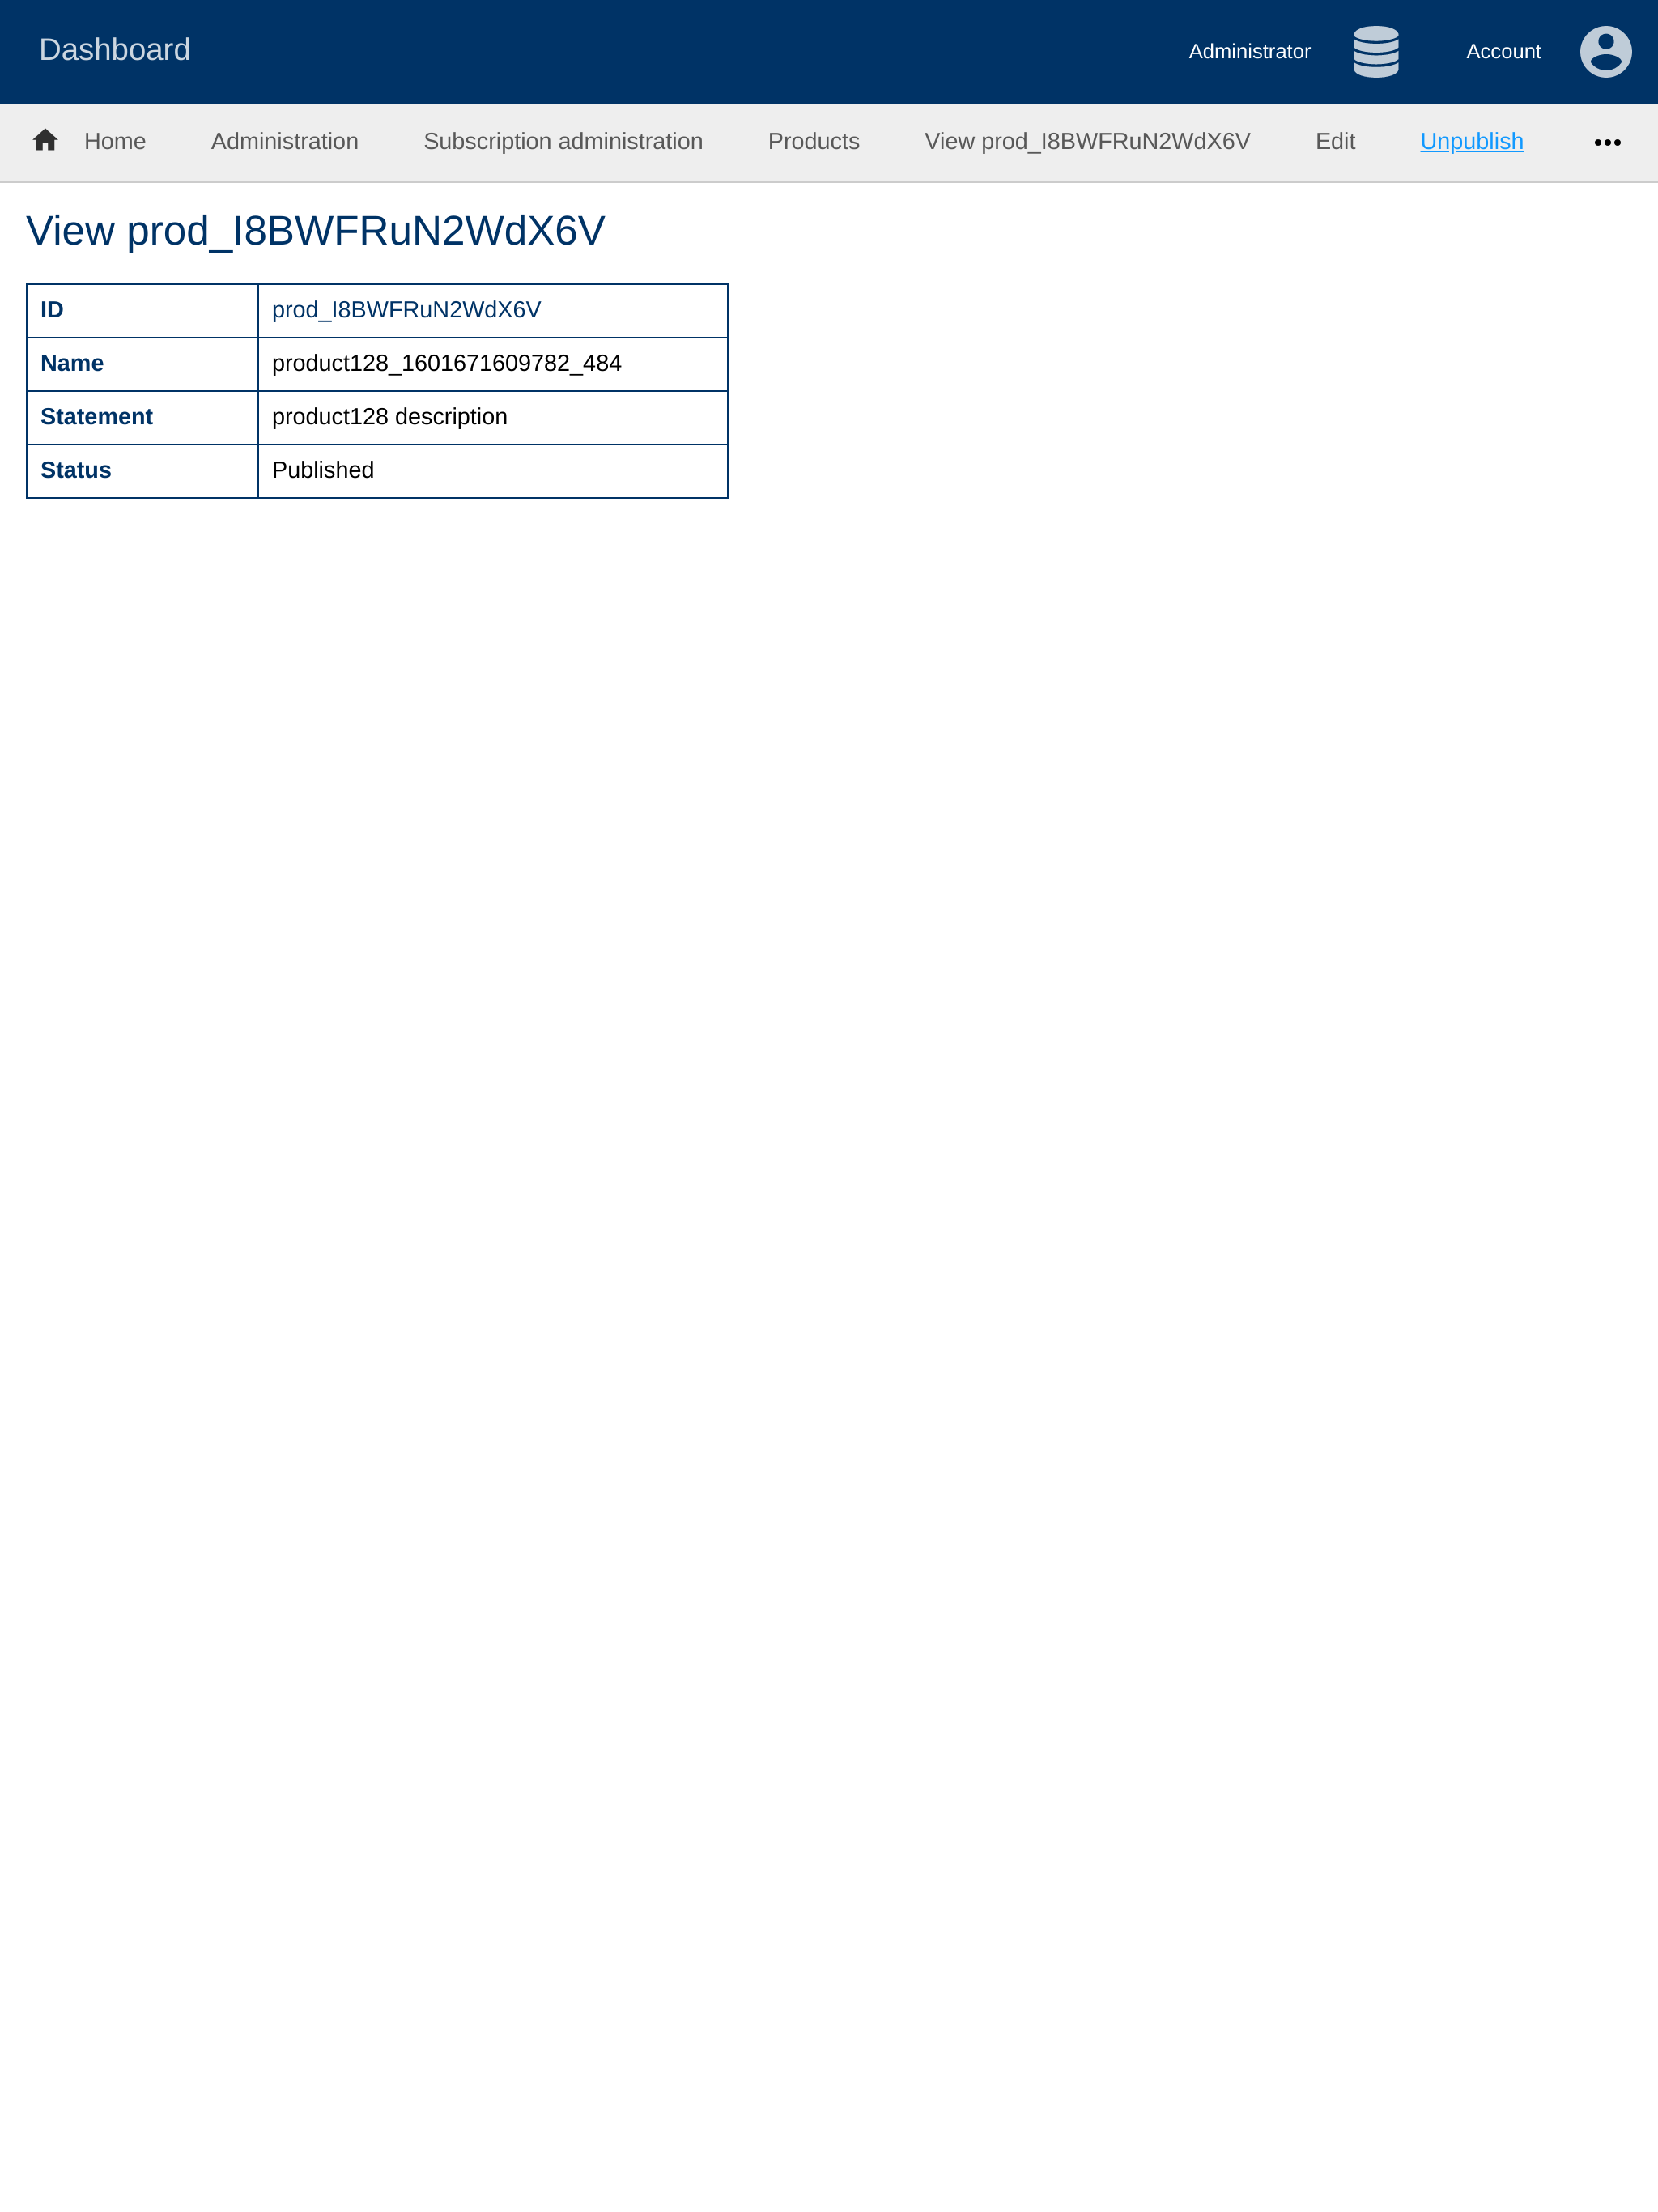 Dashboard
Administrator
Account
Home Administration Subscription administration Products View prod_I8BWFRuN2WdX6V Edit Unpublish
View prod_I8BWFRuN2WdX6V
ID prod_I8BWFRuN2WdX6V
Name product128_1601671609782_484
Statement product128 description
Status Published